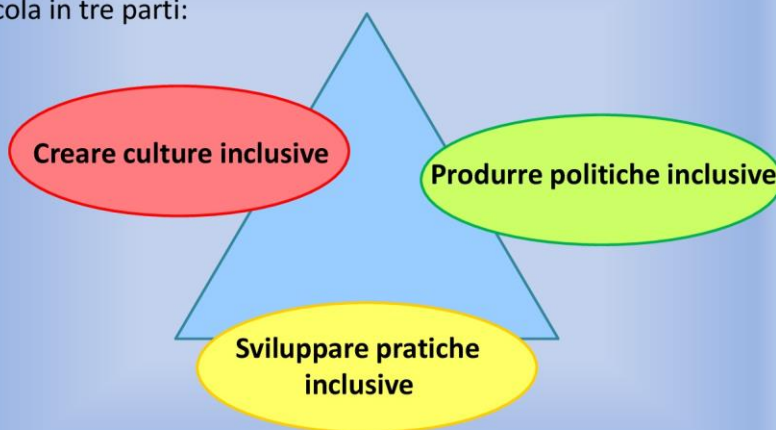 cola in tre parti:
Creare culture inclusive
Produrre politiche inclusive
Sviluppare pratiche
inclusive